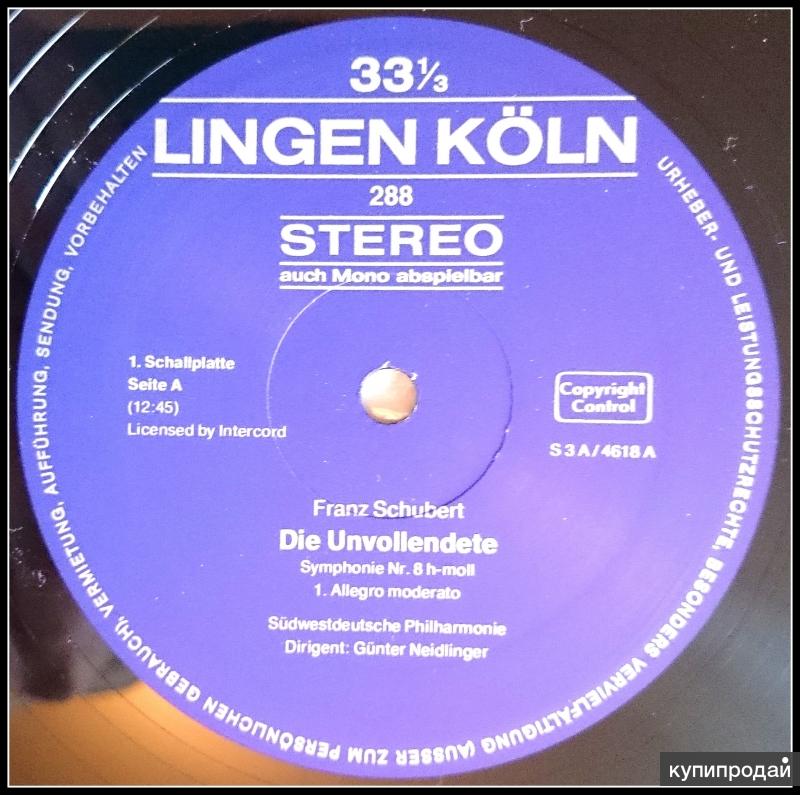 33⅓
LINGEN KÖLN
288
STEREO
auch Mono abspielbar
1. Schallplatte
Seite A
(12:45)
Licensed by Intercord
Copyright
Control
S 3 A / 4618 A
Franz Schubert
Die Unvollendete
Symphonie Nr. 8 h-moll
1. Allegro moderato
Südwestdeutsche Philharmonie
Dirigent: Günter Neidlinger
URHEBER- UND LEISTUNGSSCHUTZRECHTE, BESONDERS VERVIELFÄLTIGUNG (AUSSER ZUM PERSÖNLICHEN GEBRAUCH), VERMIETUNG, AUFFÜHRUNG, SENDUNG, VORBEHALTEN
купипродай